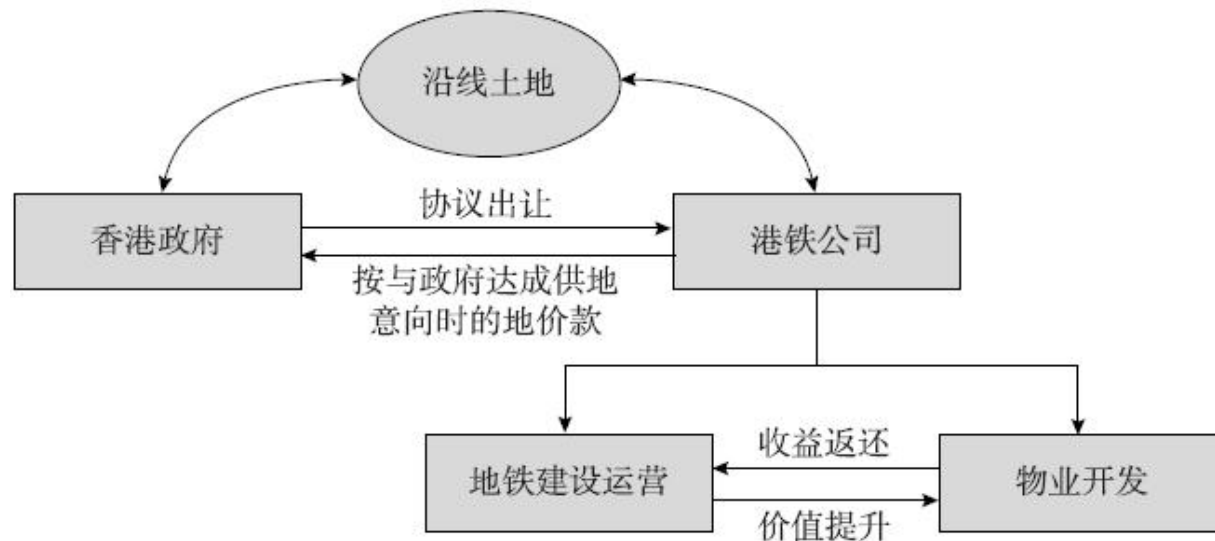 沿线土地
香港政府
协议出让
港铁公司
按与政府达成供地
意向时的地价款
地铁建设运营
收益返还
价值提升
物业开发